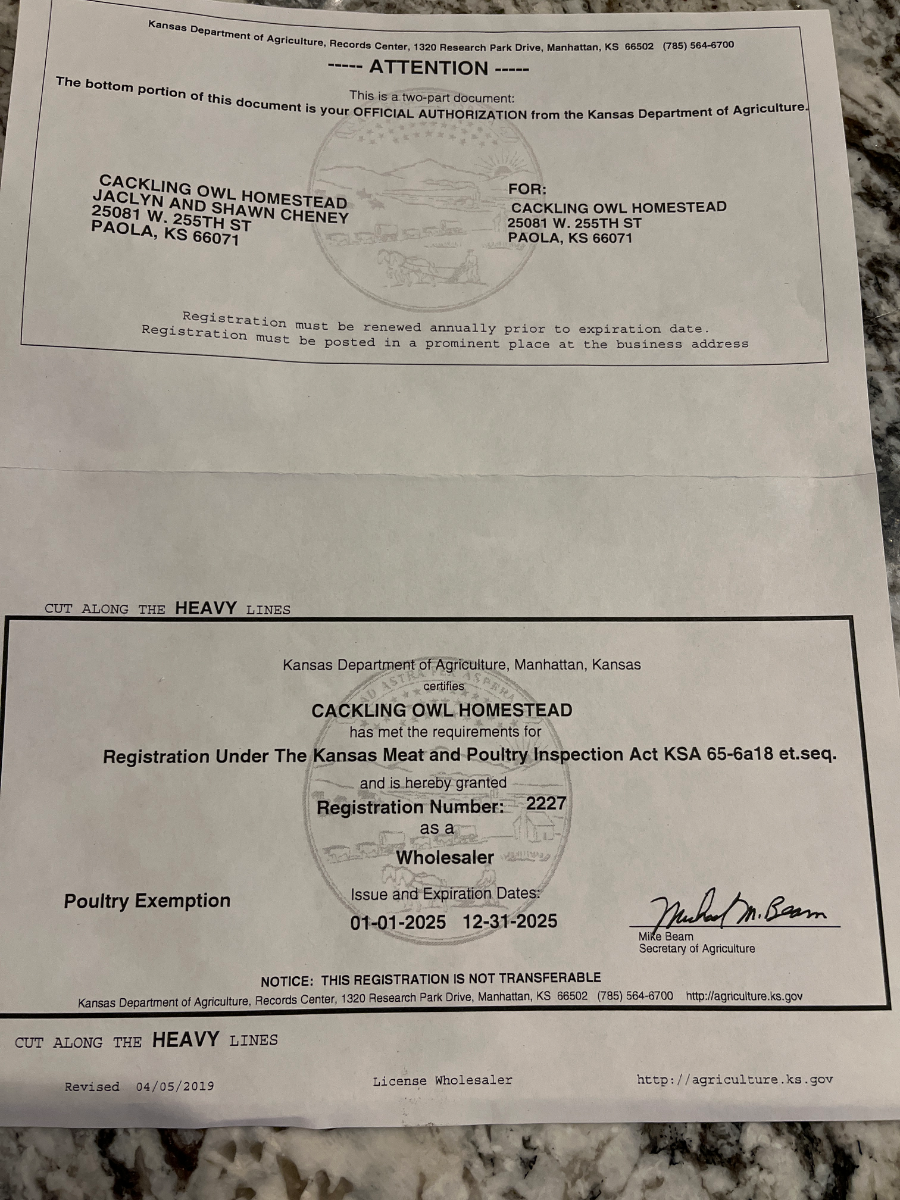 Kansas Department of Agriculture, Records Center, 1320 Research Park Drive, Manhattan, KS 66502 (785) 564-6700
----- ATTENTION -----
This is a two-part document:
The bottom portion of this document is your OFFICIAL AUTHORIZATION from the Kansas Department of Agriculture.
CACKLING OWL HOMESTEAD
JACLYN AND SHAWN CHENEY
25081 W. 255TH ST
PAOLA, KS 66071
FOR:
CACKLING OWL HOMESTEAD
25081 W. 255TH ST
PAOLA, KS 66071
Registration must be renewed annually prior to expiration date.
Registration must be posted in a prominent place at the business address
CUT ALONG THE HEAVY LINES
Kansas Department of Agriculture, Manhattan, Kansas
certifies
CACKLING OWL HOMESTEAD
has met the requirements for
Registration Under The Kansas Meat and Poultry Inspection Act KSA 65-6a18 et.seq.
and is hereby granted
Registration Number: 2227
as a
Wholesaler
Poultry Exemption
Issue and Expiration Dates:
01-01-2025 12-31-2025
Michael M. Beam
Mike Beam
Secretary of Agriculture
NOTICE: THIS REGISTRATION IS NOT TRANSFERABLE
Kansas Department of Agriculture, Records Center, 1320 Research Park Drive, Manhattan, KS 66502 (785) 564-6700 http://agriculture.ks.gov
CUT ALONG THE HEAVY LINES
Revised 04/05/2019
License Wholesaler
http://agriculture.ks.gov